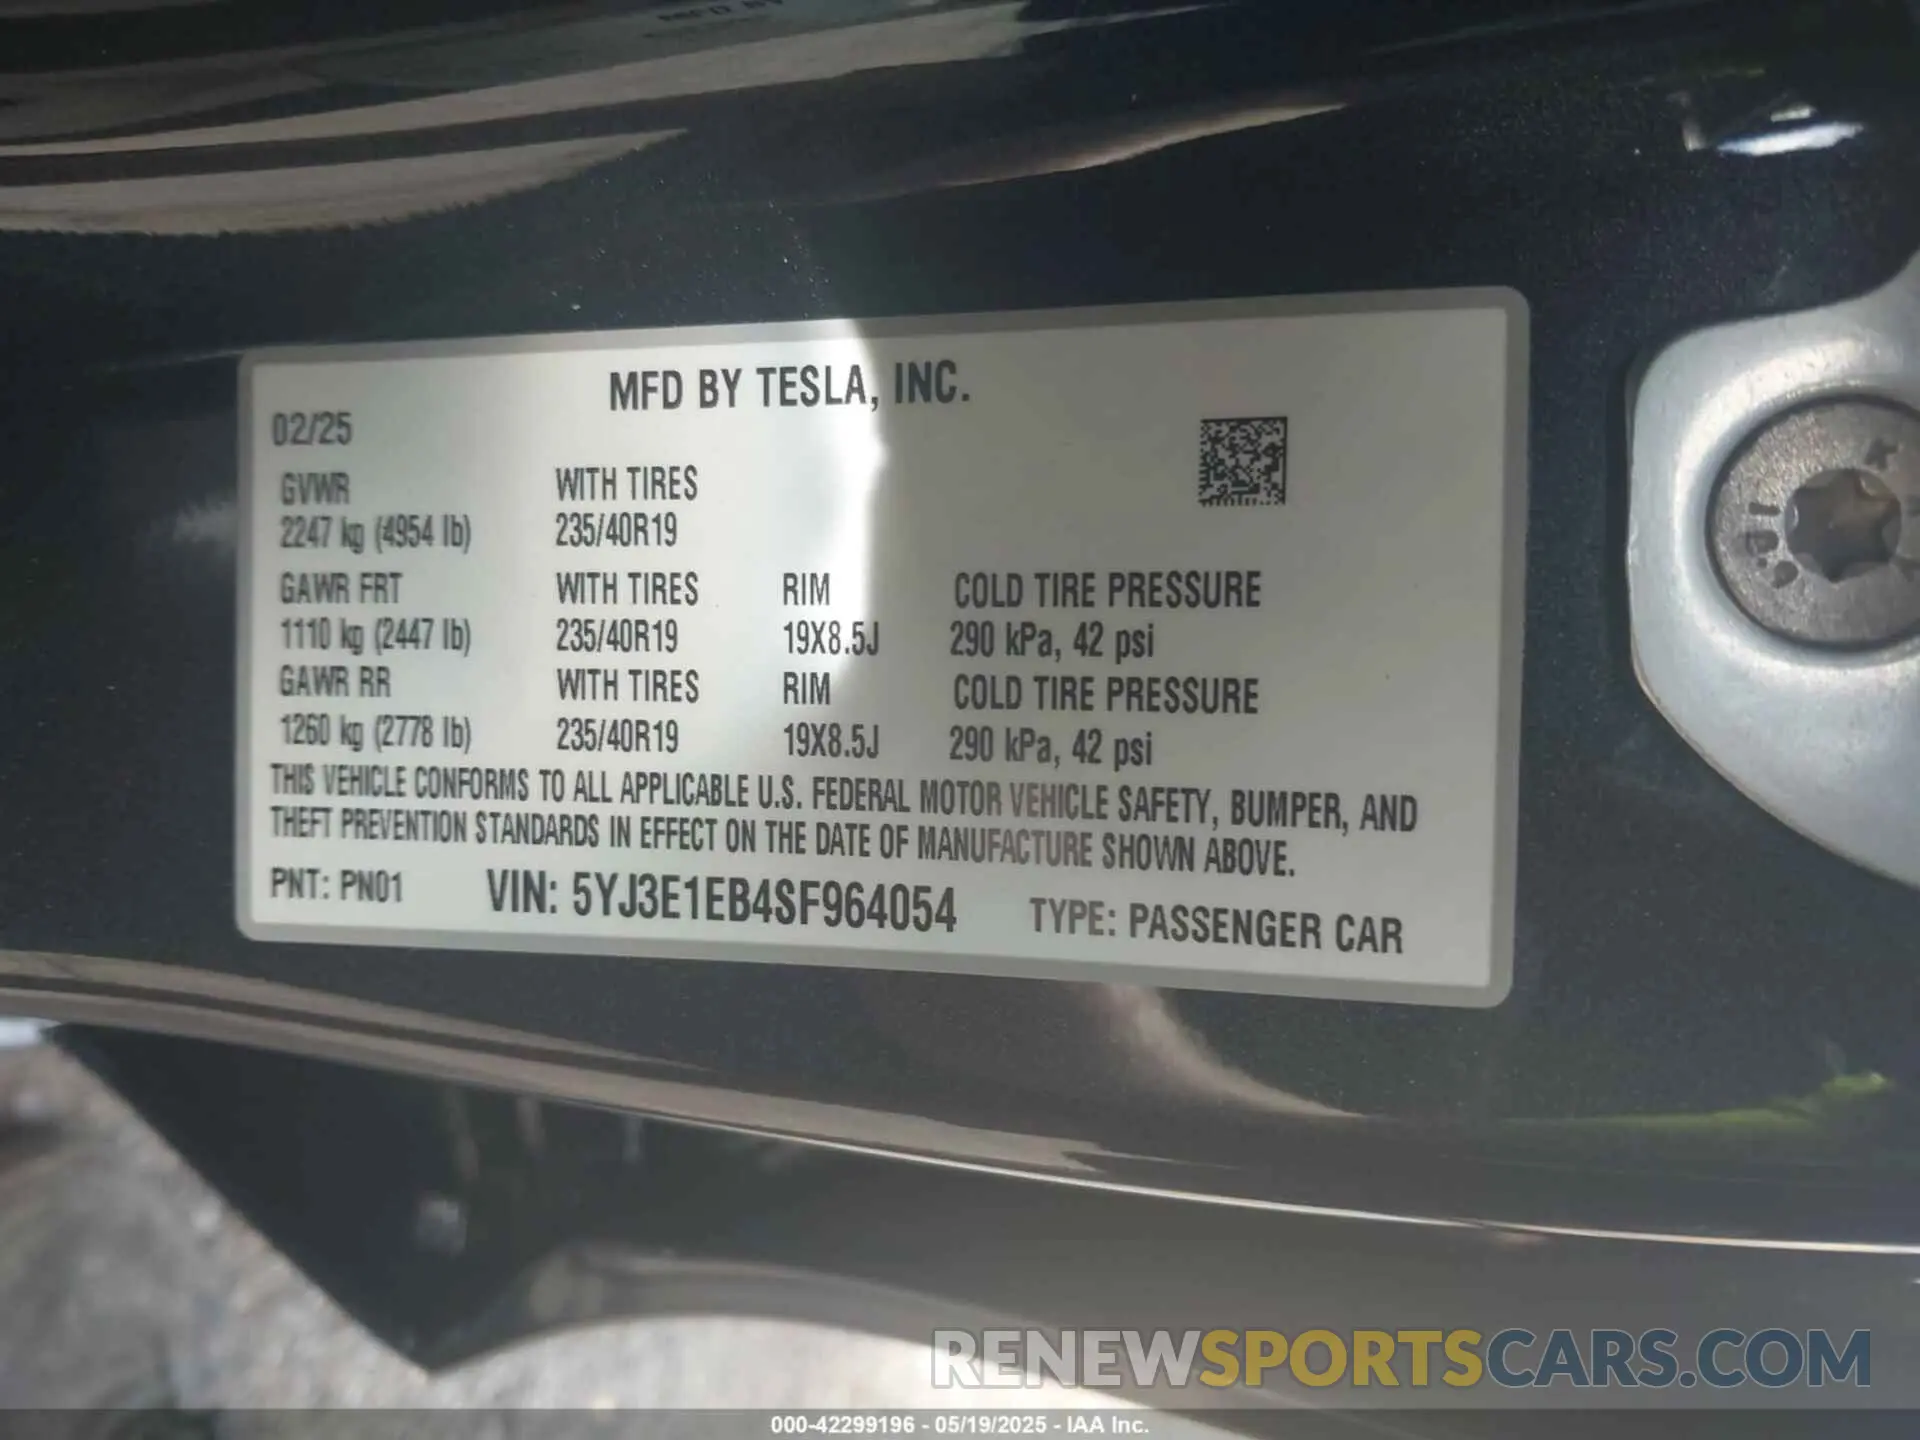 MFD BY TESLA, INC.
02/25
GVWR WITH TIRES
2247 kg (4954 lb) 235/40R19
GAWR FRT WITH TIRES RIM COLD TIRE PRESSURE
1110 kg (2447 lb) 235/40R19 19X8.5J 290 kPa, 42 psi
GAWR RR WITH TIRES RIM COLD TIRE PRESSURE
1260 kg (2778 lb) 235/40R19 19X8.5J 290 kPa, 42 psi
THIS VEHICLE CONFORMS TO ALL APPLICABLE U.S. FEDERAL MOTOR VEHICLE SAFETY, BUMPER, AND
THEFT PREVENTION STANDARDS IN EFFECT ON THE DATE OF MANUFACTURE SHOWN ABOVE.
PNT: PN01 VIN: 5YJ3E1EB4SF964054 TYPE: PASSENGER CAR
RENEWSPORTSCARS.COM
000-42299196 - 05/19/2025 - IAA Inc.